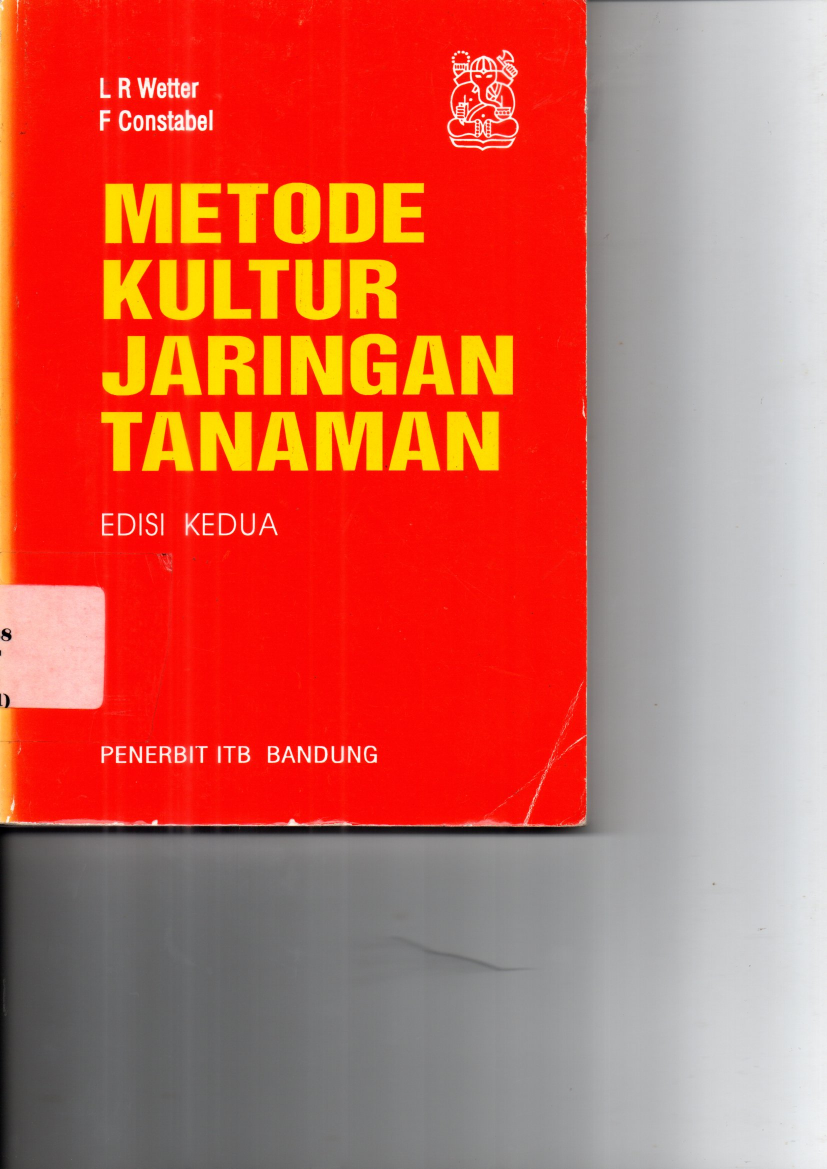 L R Wetter
F Constabel
METODE
KULTUR
JARINGAN
TANAMAN
EDISI KEDUA
PENERBIT ITB BANDUNG